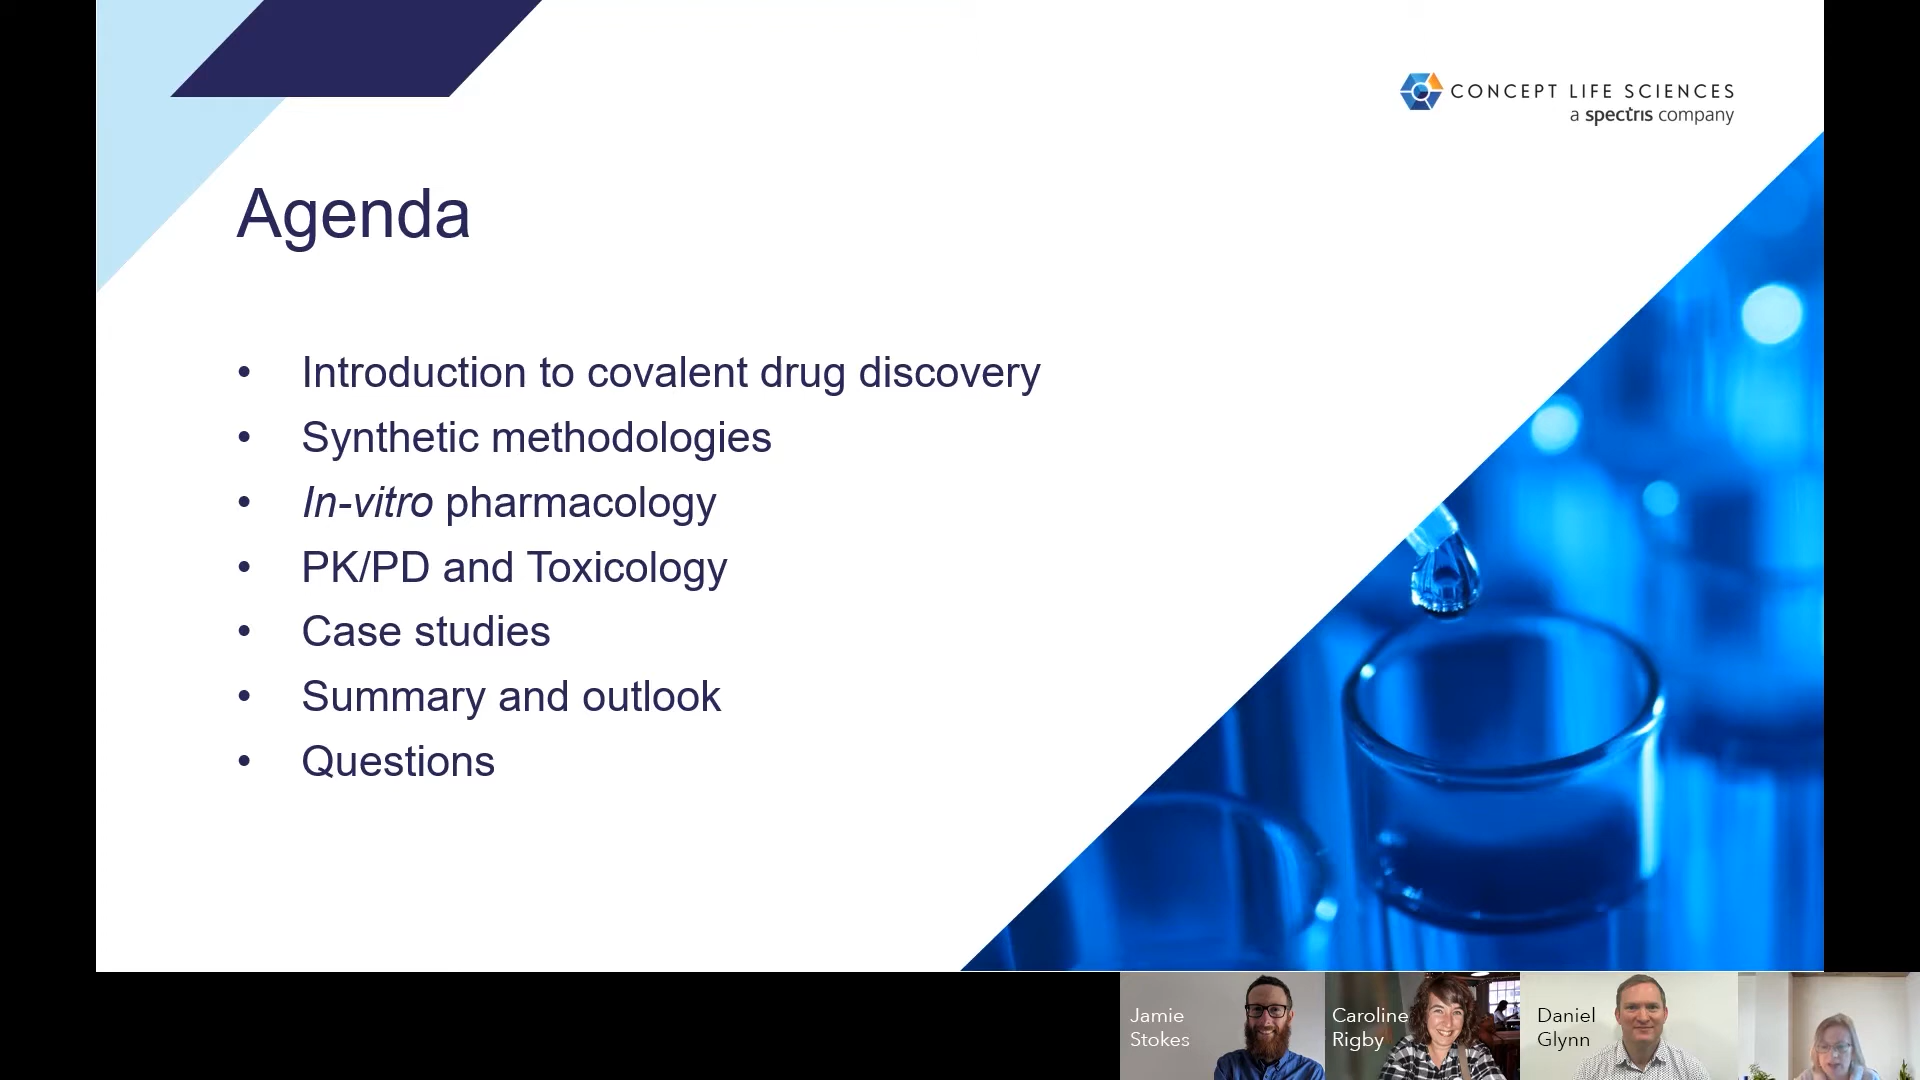 CONCEPT LIFE SCIENCES
a spectris company
Agenda
• Introduction to covalent drug discovery
• Synthetic methodologies
• In-vitro pharmacology
• PK/PD and Toxicology
• Case studies
• Summary and outlook
• Questions
Jamie
Stokes
Caroline
Rigby
Daniel
Glynn